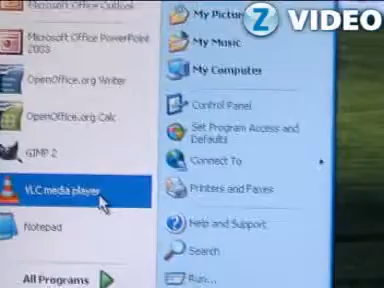 Microsoft Office Outlook
Microsoft Office PowerPoint
2003
OpenOffice.org Writer
OpenOffice.org Calc
GIMP 2
VLC media player
Notepad
All Programs
My Pictur
My Music
My Computer
Control Panel
Set Program Access and
Defaults
Connect To
Printers and Faxes
Help and Support
Search
Run...
Z VIDEO